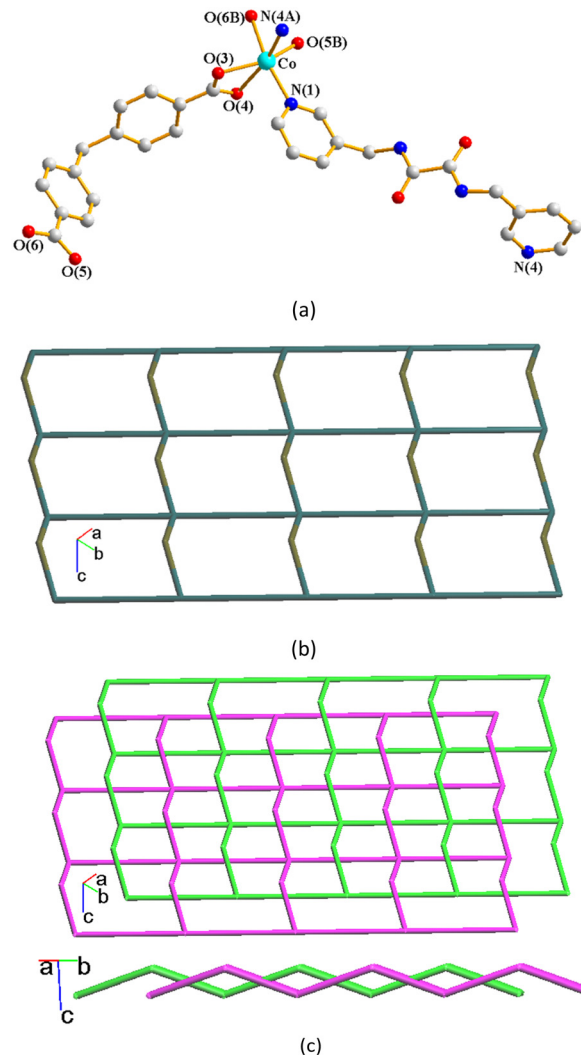 (a)
O(6B) N(4A)
O(5B)
O(3) Co
O(4) N(1)
O(6)
O(5)
N(4)
(a)
a
b
c
(b)
a
b
c
a b
c
(c)